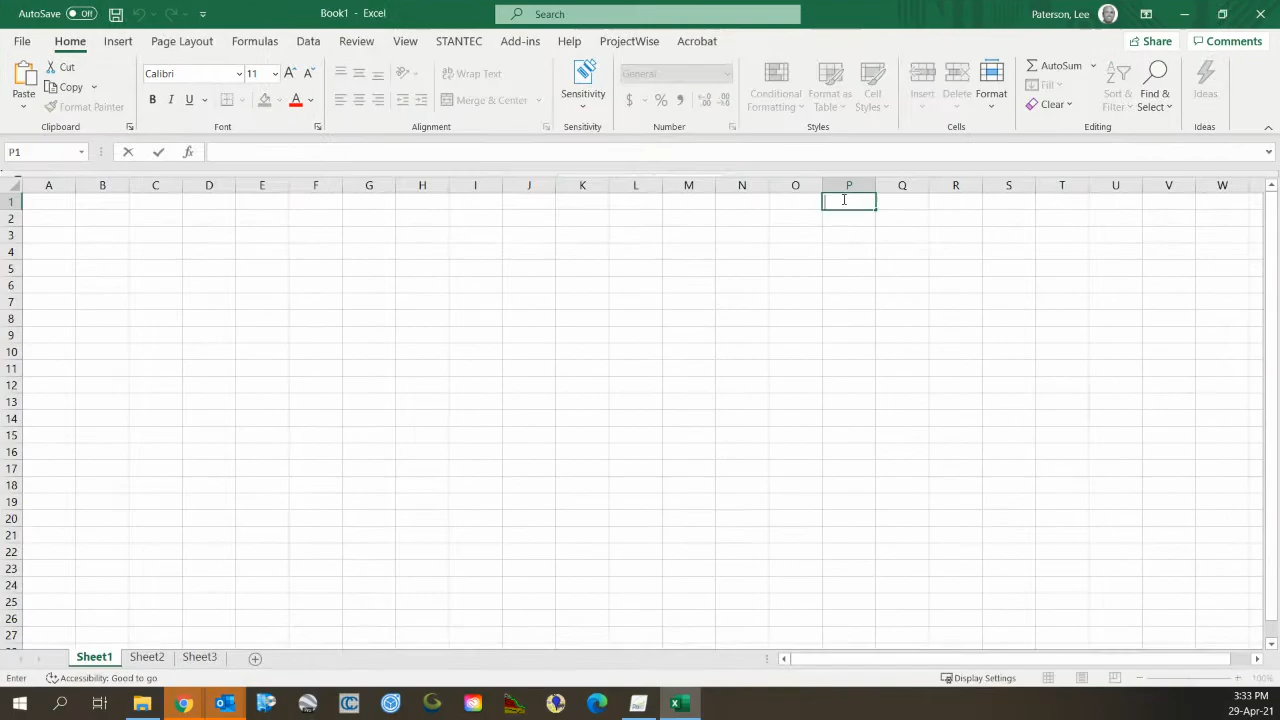 AutoSave Off Book1 - Excel Search Paterson, Lee
File Home Insert Page Layout Formulas Data Review View STANTEC Add-ins Help ProjectWise Acrobat Share Comments
Paste Cut Copy Format Painter Clipboard
Calibri 11 B I U A Font
Wrap Text Merge & Center Alignment
Sensitivity Sensitivity
General $ % Number
Conditional Formatting Format as Table Cell Styles Styles
Insert Delete Format Cells
AutoSum Fill Clear Sort & Filter Find & Select Editing
Ideas Ideas
P1 fx
A B C D E F G H I J K L M N O P Q R S T U V W
1
2
3
4
5
6
7
8
9
10
11
12
13
14
15
16
17
18
19
20
21
22
23
24
25
26
27
Sheet1 Sheet2 Sheet3
Enter Accessibility: Good to go Display Settings 100%
3:33 PM
29-Apr-21